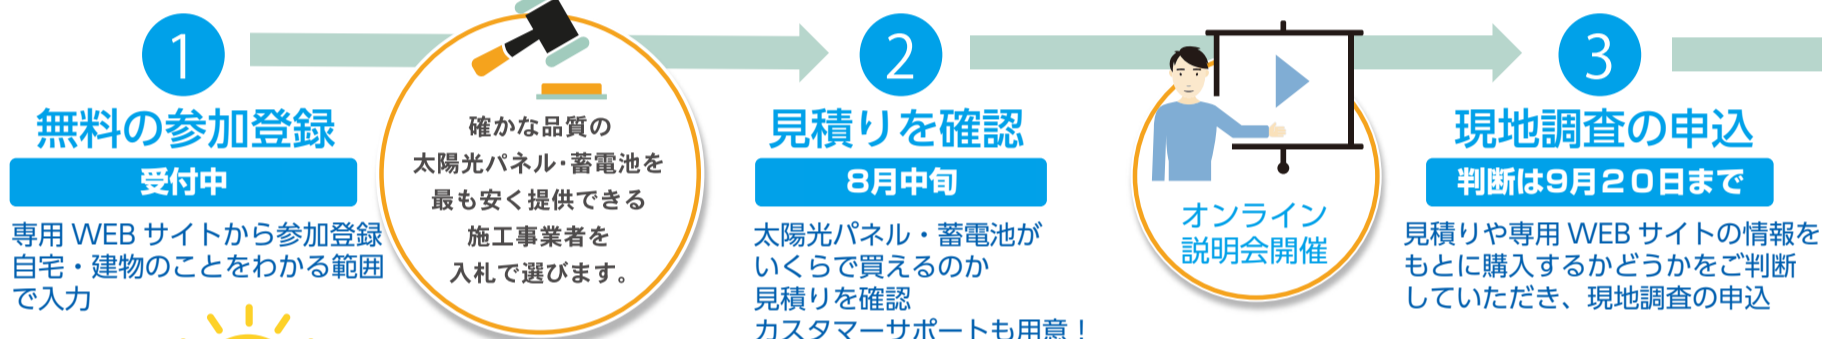 1
無料の参加登録
受付中
専用 WEB サイトから参加登録
自宅・建物のことをわかる範囲
で入力
確かな品質の
太陽光パネル・蓄電池を
最も安く提供できる
施工事業者を
入札で選びます。
2
見積りを確認
8月中旬
太陽光パネル・蓄電池が
いくらで買えるのか
見積りを確認
カスタマーサポートも用意!
オンライン
説明会開催
3
現地調査の申込
判断は9月20日まで
見積りや専用 WEB サイトの情報を
もとに購入するかどうかをご判断
していただき、現地調査の申込